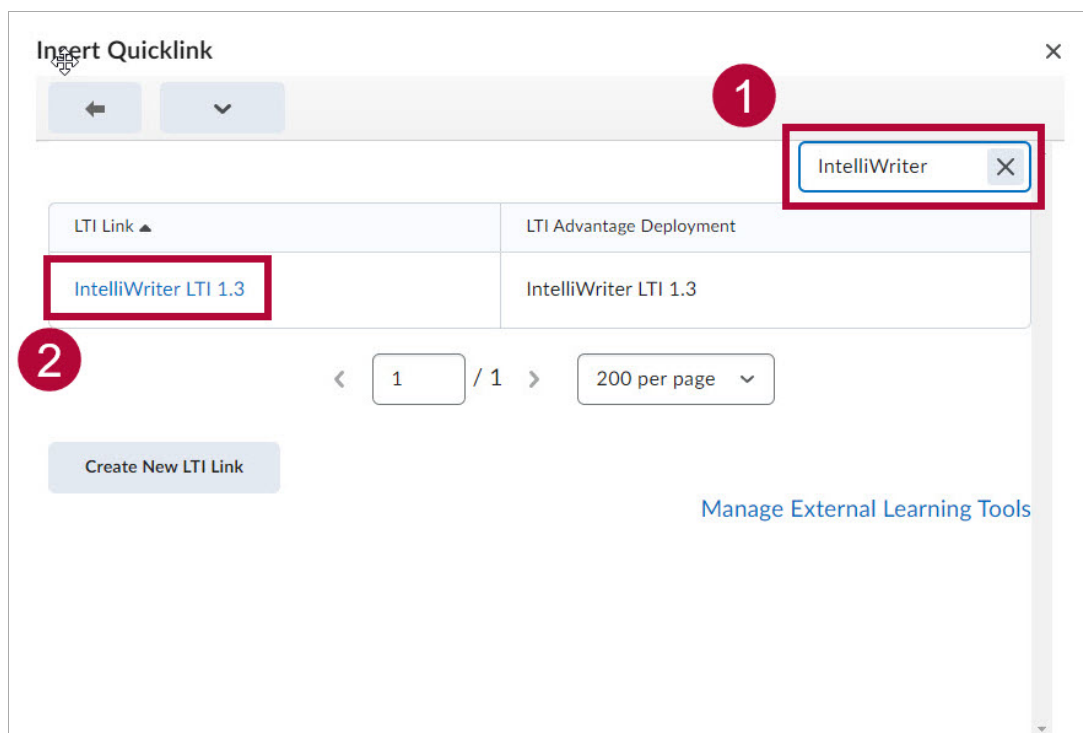 Insert Quicklink
1
IntelliWriter
LTI Link
LTI Advantage Deployment
IntelliWriter LTI 1.3
IntelliWriter LTI 1.3
2
1 / 1
200 per page
Create New LTI Link
Manage External Learning Tools